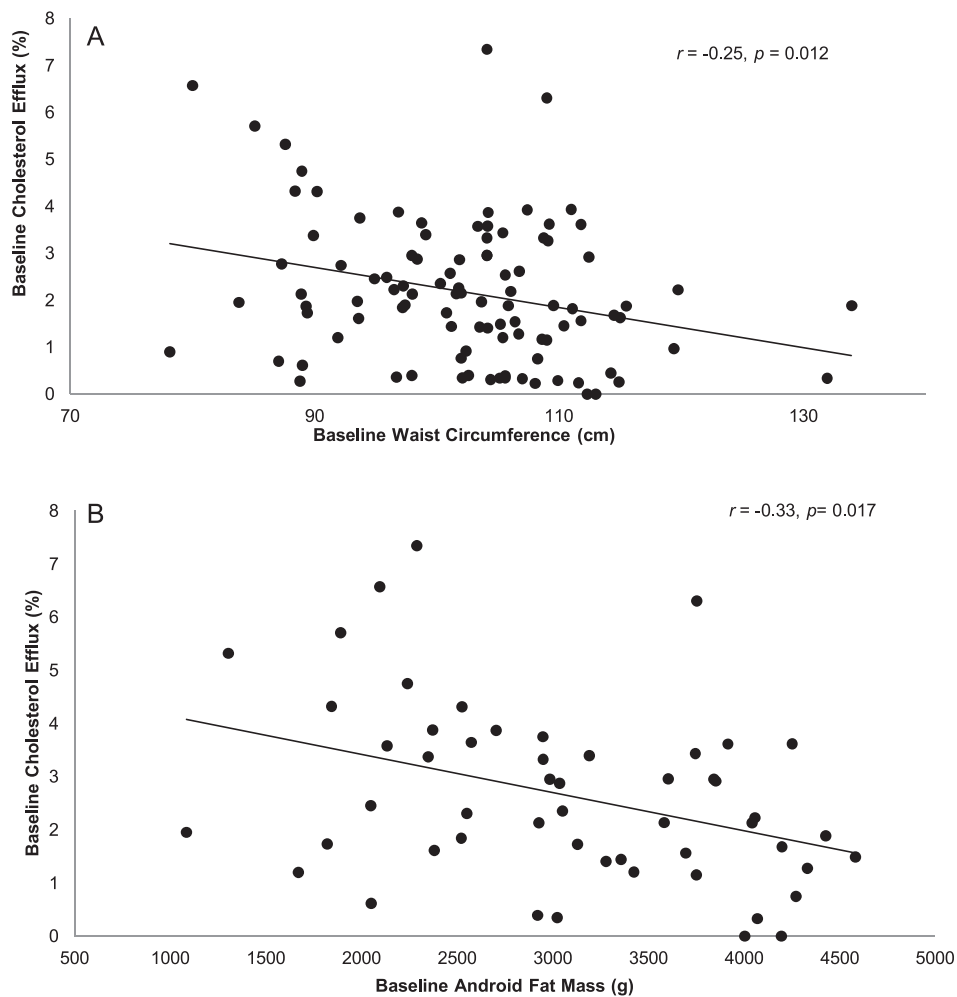 A
r = -0.25, p = 0.012
Baseline Cholesterol Efflux (%)
8
7
6
5
4
3
2
1
0
70 90 110 130
Baseline Waist Circumference (cm)
B
r = -0.33, p= 0.017
Baseline Cholesterol Efflux (%)
8
7
6
5
4
3
2
1
0
500 1000 1500 2000 2500 3000 3500 4000 4500 5000
Baseline Android Fat Mass (g)